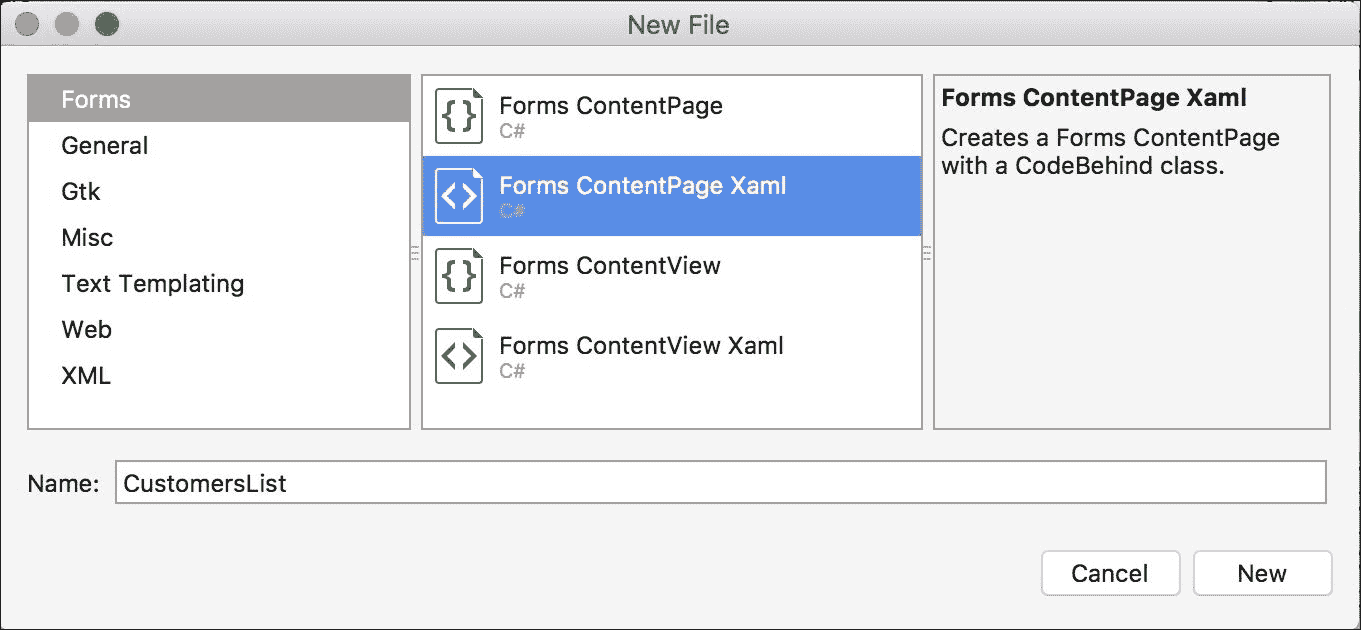 New File
Forms
General
Gtk
Misc
Text Templating
Web
XML
Forms ContentPage
C#
Forms ContentPage Xaml
C#
Forms ContentView
C#
Forms ContentView Xaml
C#
Forms ContentPage Xaml
Creates a Forms ContentPage
with a CodeBehind class.
Name: CustomersList
Cancel New